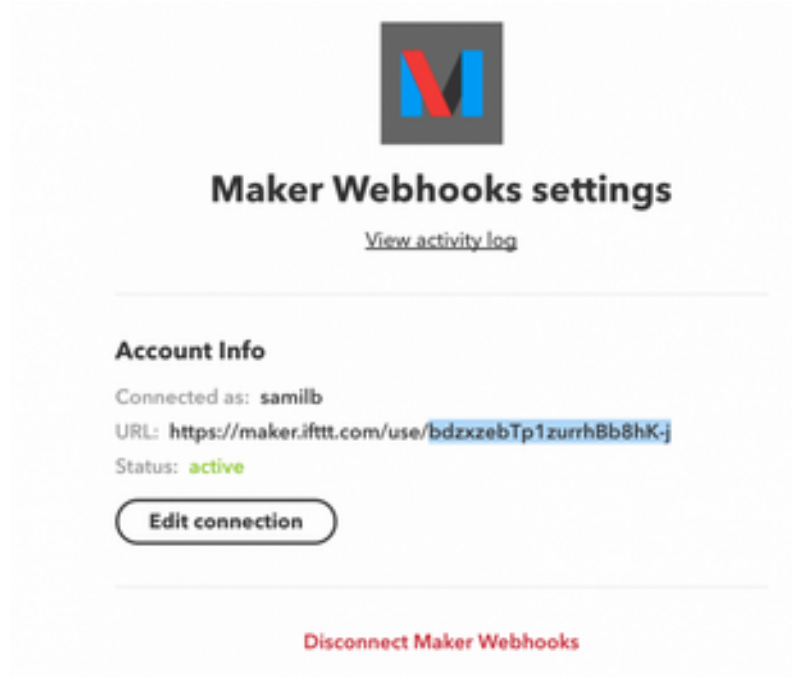 Maker Webhooks settings
View activity log
Account Info
Connected as: samilb
URL: https://maker.ifttt.com/use/bdzxzebTp1zurrhBb8hK-j
Status: active
Edit connection
Disconnect Maker Webhooks